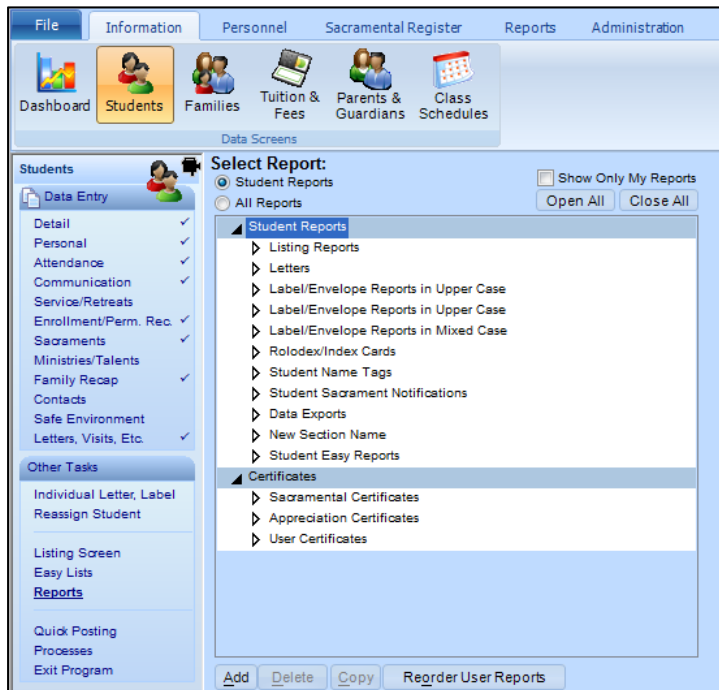 File Information Personnel Sacramental Register Reports Administration
Dashboard Students Families Tuition & Fees Parents & Guardians Class Schedules
Data Screens
Students
Data Entry
Detail
Personal
Attendance
Communication
Service/Retreats
Enrollment/Perm. Rec.
Sacraments
Ministries/Talents
Family Recap
Contacts
Safe Environment
Letters, Visits, Etc.
Other Tasks
Individual Letter, Label
Reassign Student
Listing Screen
Easy Lists
Reports
Quick Posting
Processes
Exit Program
Select Report:
Student Reports
All Reports
Show Only My Reports
Open All Close All
Student Reports
Listing Reports
Letters
Label/Envelope Reports in Upper Case
Label/Envelope Reports in Upper Case
Label/Envelope Reports in Mixed Case
Rolodex/Index Cards
Student Name Tags
Student Sacrament Notifications
Data Exports
New Section Name
Student Easy Reports
Certificates
Sacramental Certificates
Appreciation Certificates
User Certificates
Add Delete Copy Reorder User Reports